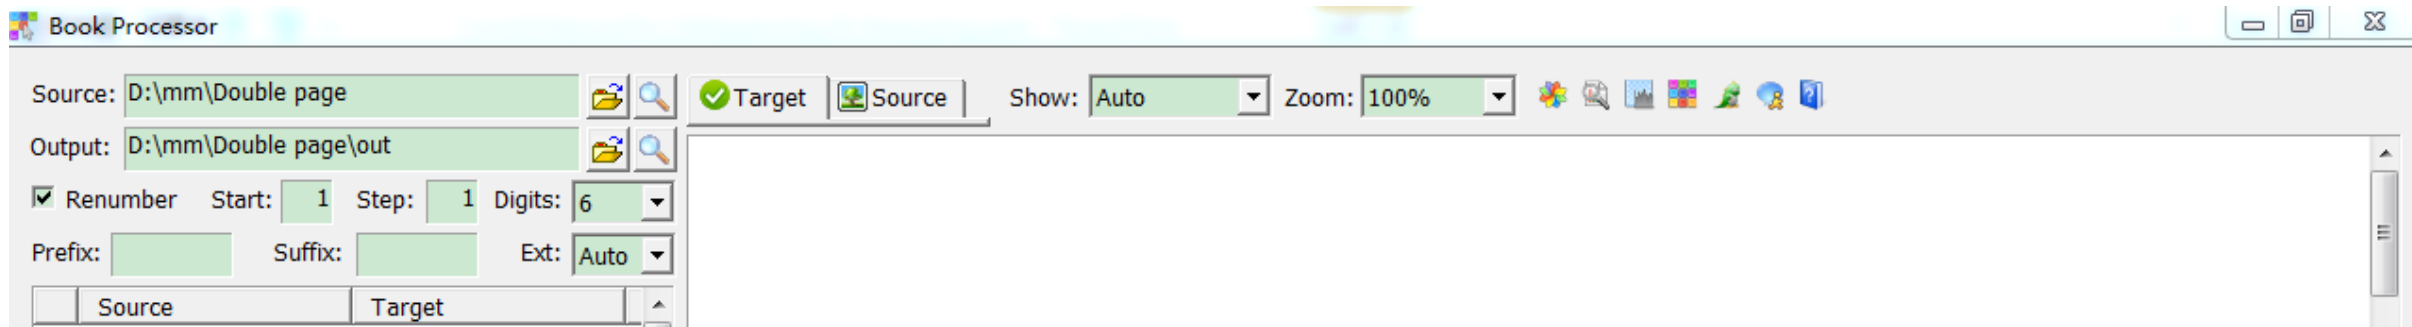 Book Processor
Source: D:\mm\Double page Target Source Show: Auto Zoom: 100%
Output: D:\mm\Double page\out
Renumber Start: 1 Step: 1 Digits: 6
Prefix: Suffix: Ext: Auto
Source Target